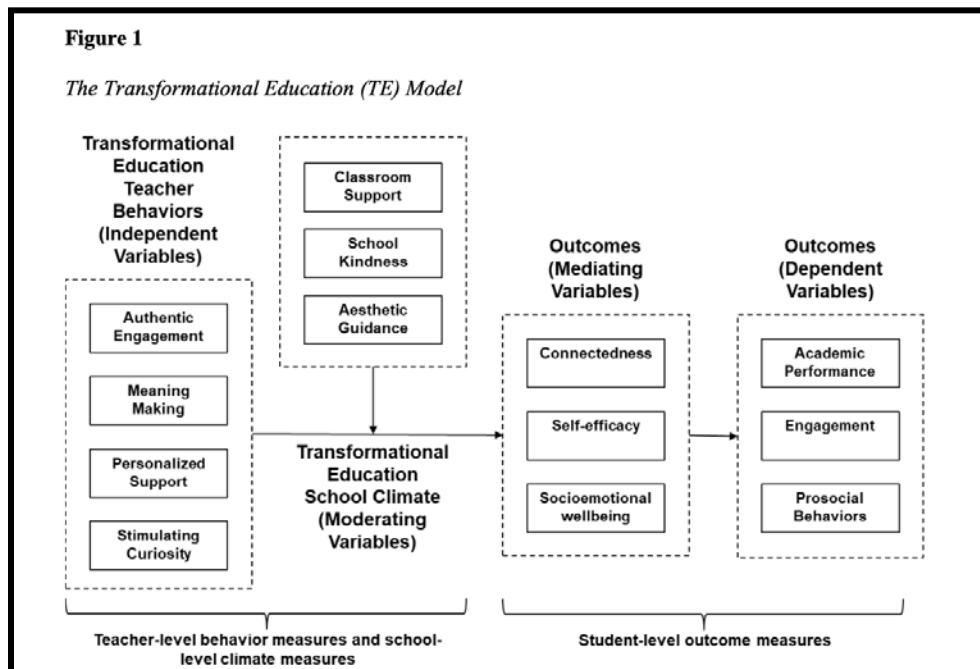 Figure 1
The Transformational Education (TE) Model
Transformational
Education
Teacher
Behaviors
(Independent
Variables)
Authentic
Engagement
Meaning
Making
Personalized
Support
Stimulating
Curiosity
Classroom
Support
School
Kindness
Aesthetic
Guidance
Transformational
Education
School Climate
(Moderating
Variables)
Outcomes
(Mediating
Variables)
Connectedness
Self-efficacy
Socioemotional
wellbeing
Outcomes
(Dependent
Variables)
Academic
Performance
Engagement
Prosocial
Behaviors
Teacher-level behavior measures and school-
level climate measures
Student-level outcome measures